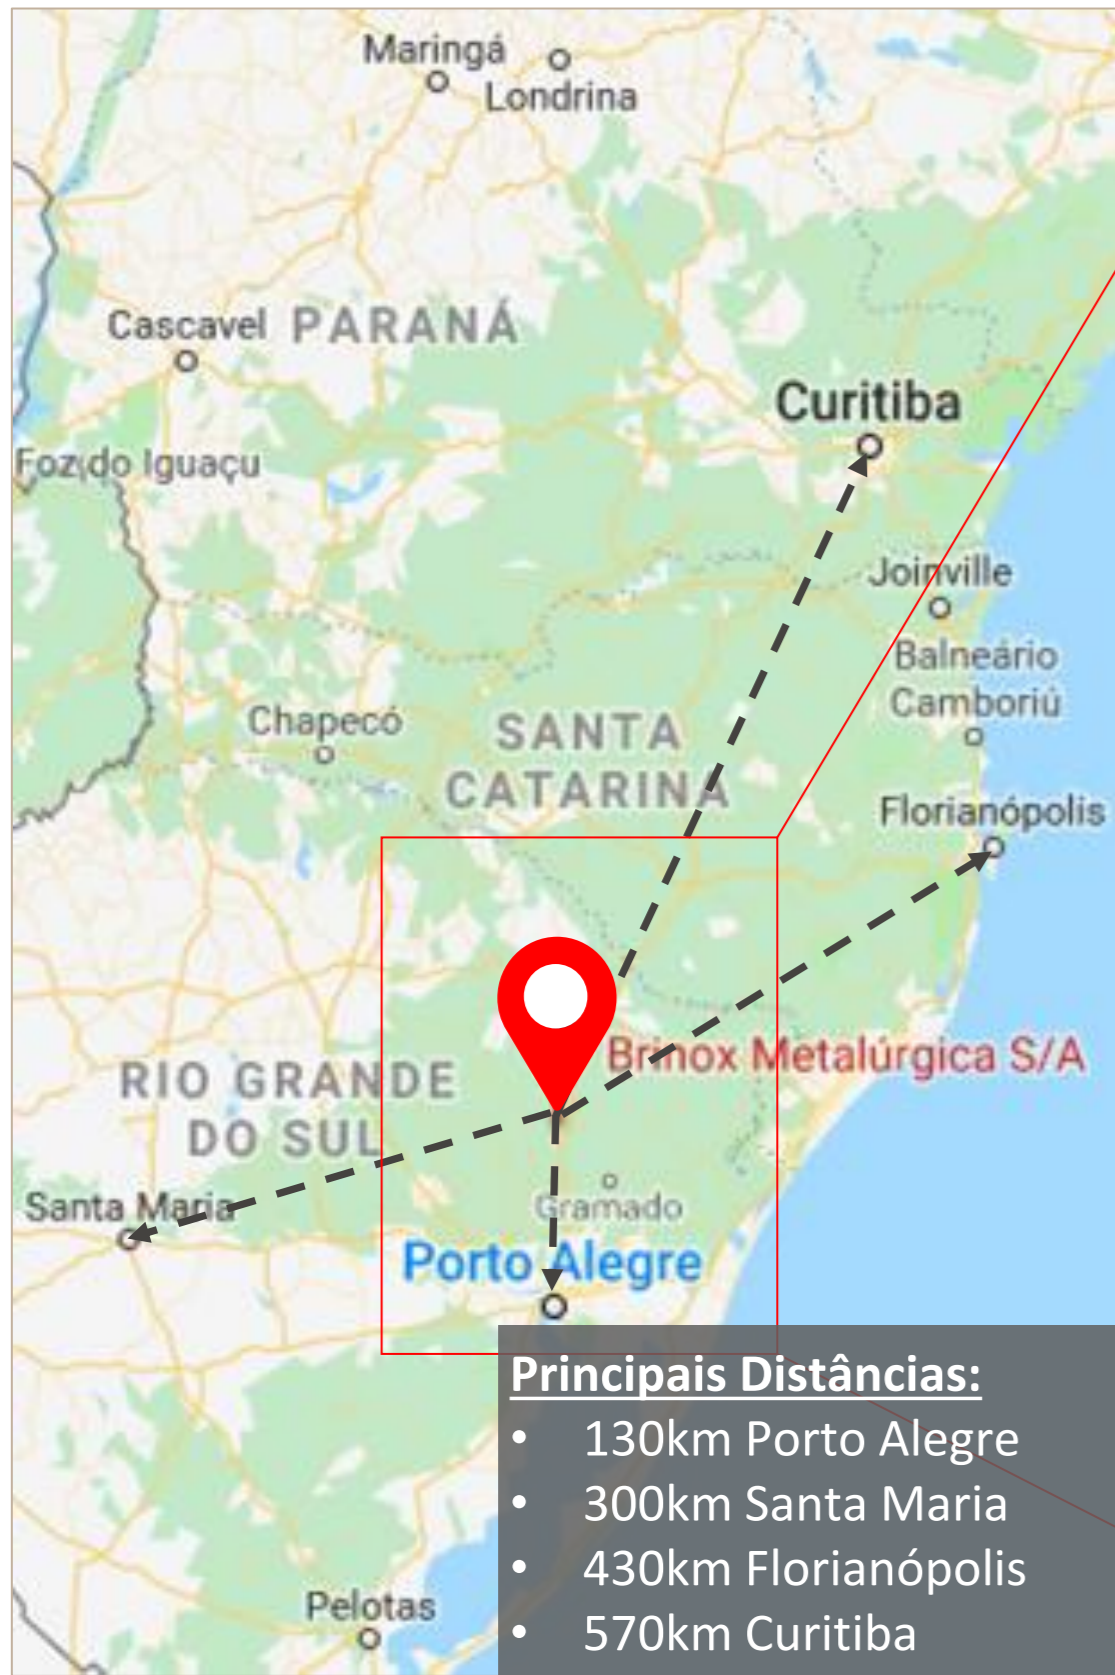 Maringá
Londrina
Cascavel
PARANÁ
Curitiba
Foz do Iguaçu
Joinville
Balneário
Camboriú
Chapecó
SANTA
CATARINA
Florianópolis
Brinox Metalúrgica S/A
RIO GRANDE
DO SUL
Santa Maria
Gramado
Porto Alegre
Principais Distâncias:
• 130km Porto Alegre
• 300km Santa Maria
• 430km Florianópolis
• 570km Curitiba
Pelotas